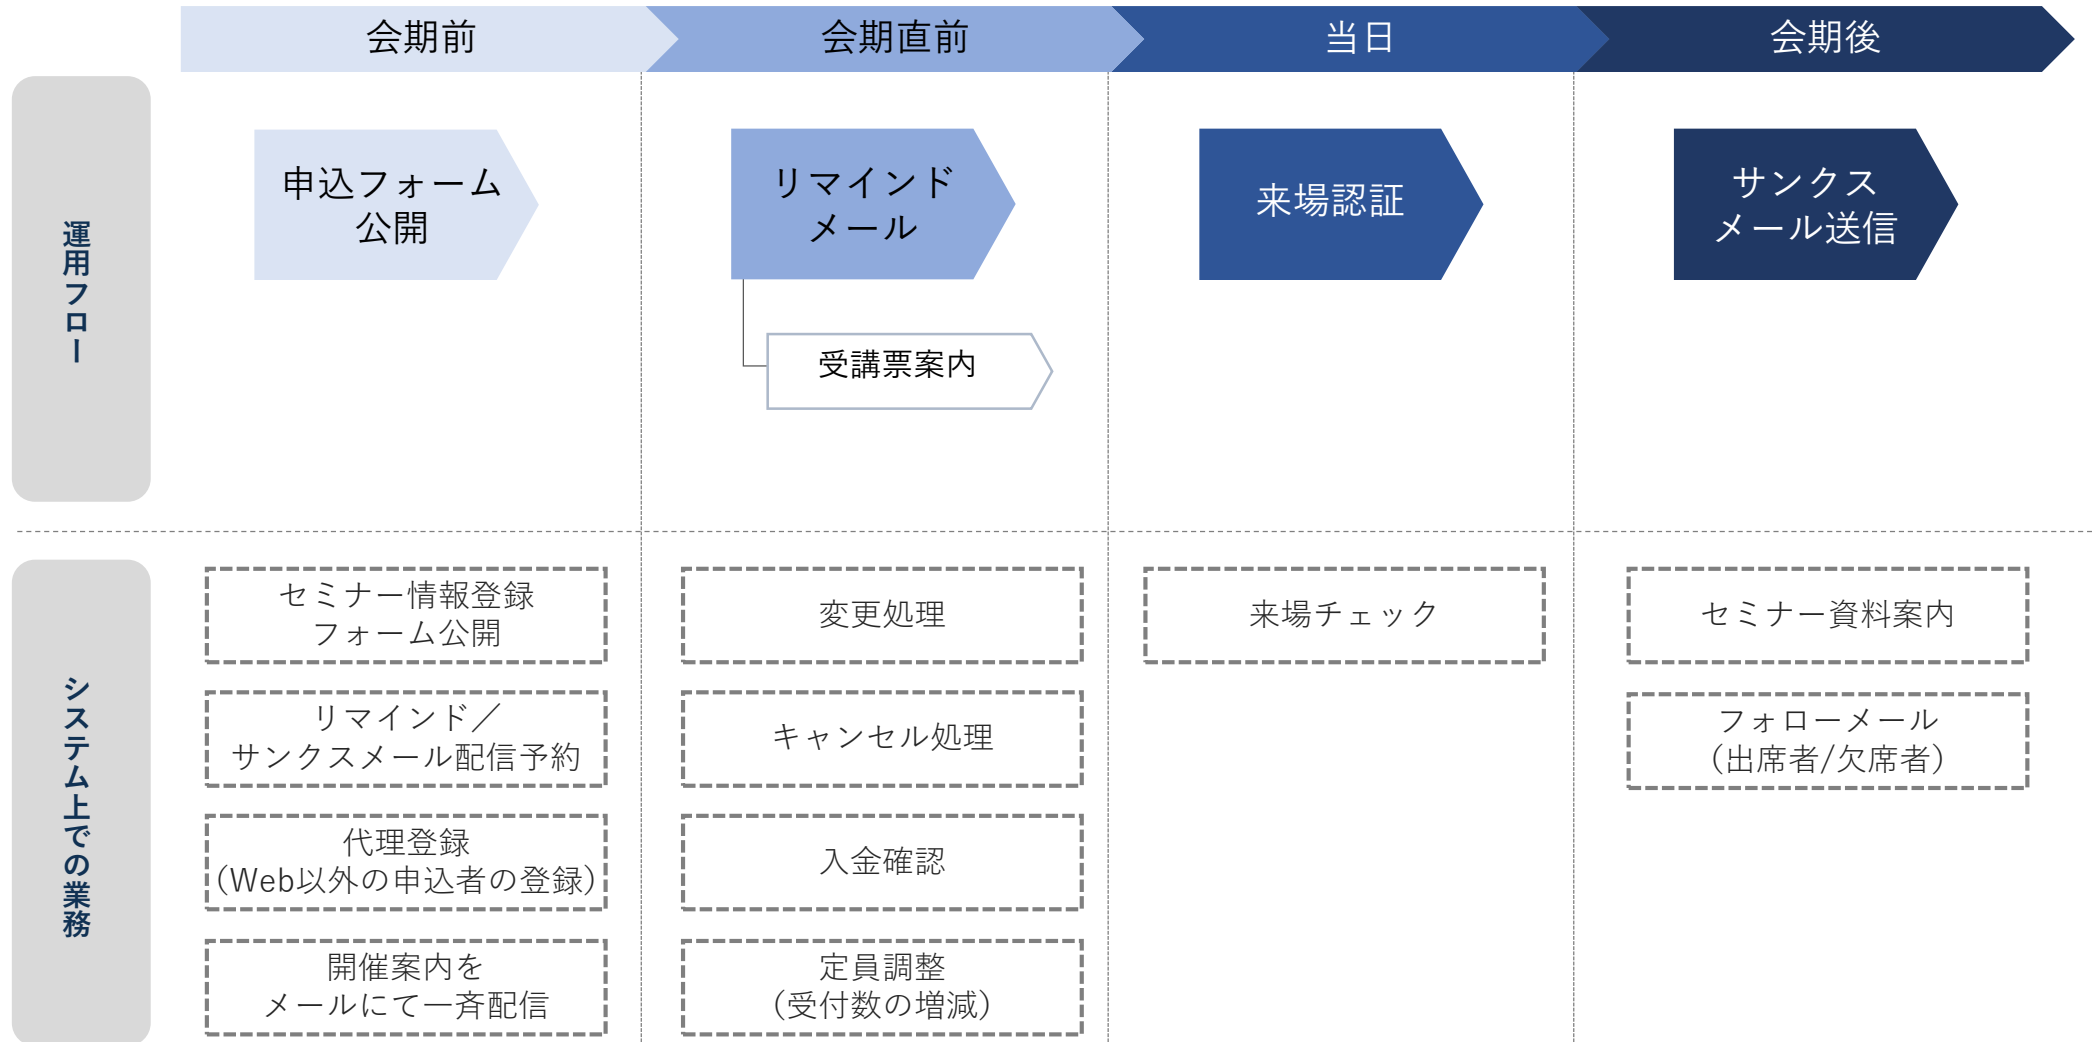 会期前
会期直前
当日
会期後
運用フロー
申込フォーム
公開
リマインド
メール
受講票案内
来場認証
サンクス
メール送信
システム上での業務
セミナー情報登録
フォーム公開
リマインド／
サンクスメール配信予約
代理登録
(Web以外の申込者の登録)
開催案内を
メールにて一斉配信
変更処理
キャンセル処理
入金確認
定員調整
(受付数の増減)
来場チェック
セミナー資料案内
フォローメール
(出席者/欠席者)